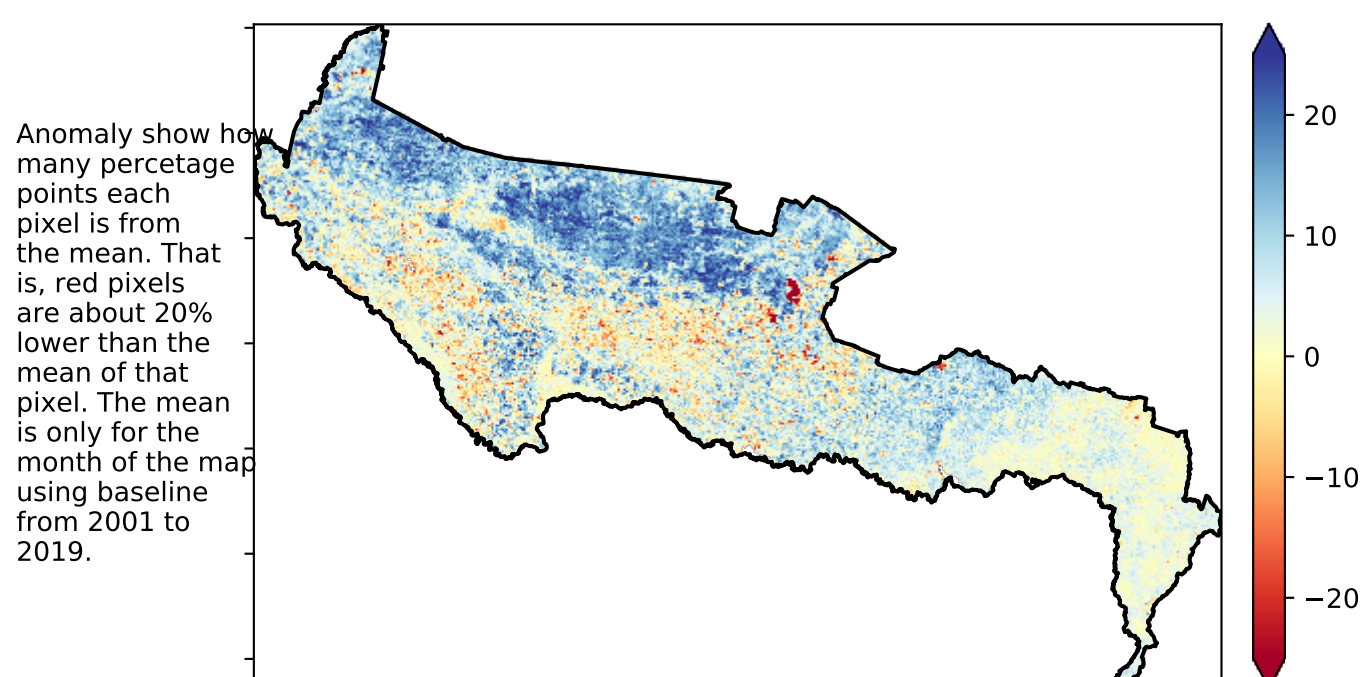 Anomaly show how
many percetage
points each
pixel is from
the mean. That
is, red pixels
are about 20%
lower than the
mean of that
pixel. The mean
is only for the
month of the map
using baseline
from 2001 to
2019.
20
10
0
−10
−20